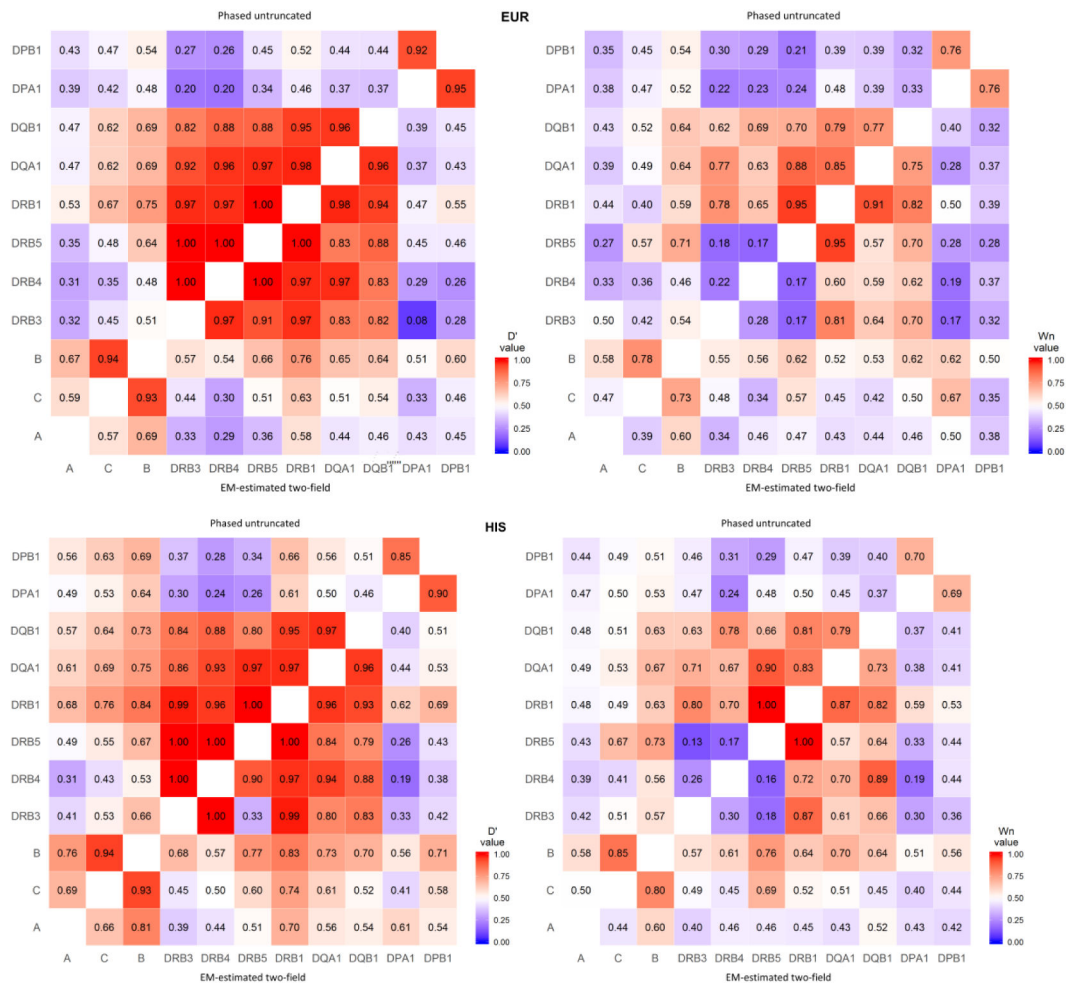 Phased untruncated EUR Phased untruncated
DPB1 0.43 0.47 0.54 0.27 0.26 0.45 0.52 0.44 0.44 0.92 DPB1 0.35 0.45 0.54 0.30 0.29 0.21 0.39 0.39 0.32 0.76
DPA1 0.39 0.42 0.48 0.20 0.20 0.34 0.46 0.37 0.37 0.95 DPA1 0.38 0.47 0.52 0.22 0.23 0.24 0.48 0.39 0.33 0.76
DQB1 0.47 0.62 0.69 0.82 0.88 0.88 0.95 0.96 0.39 0.45 DQB1 0.43 0.52 0.64 0.62 0.69 0.70 0.79 0.77 0.40 0.32
DQA1 0.47 0.62 0.69 0.92 0.96 0.97 0.98 0.96 0.37 0.43 DQA1 0.39 0.49 0.64 0.77 0.63 0.88 0.85 0.75 0.28 0.37
DRB1 0.53 0.67 0.75 0.97 0.97 1.00 0.98 0.94 0.47 0.55 DRB1 0.44 0.40 0.59 0.78 0.65 0.95 0.91 0.82 0.50 0.39
DRB5 0.35 0.48 0.64 1.00 1.00 1.00 0.83 0.88 0.45 0.46 DRB5 0.27 0.57 0.71 0.18 0.17 0.95 0.57 0.70 0.28 0.28
DRB4 0.31 0.35 0.48 1.00 1.00 0.97 0.97 0.83 0.29 0.26 DRB4 0.33 0.36 0.46 0.22 0.17 0.60 0.59 0.62 0.19 0.37
DRB3 0.32 0.45 0.51 0.97 0.91 0.97 0.83 0.82 0.08 0.28 DRB3 0.50 0.42 0.54 0.28 0.17 0.81 0.64 0.70 0.17 0.32
B 0.67 0.94 0.57 0.54 0.66 0.76 0.65 0.64 0.51 0.60 B 0.58 0.78 0.55 0.56 0.62 0.52 0.53 0.62 0.62 0.50
C 0.59 0.93 0.44 0.30 0.51 0.63 0.51 0.54 0.33 0.46 C 0.47 0.73 0.48 0.34 0.57 0.45 0.42 0.50 0.67 0.35
A 0.57 0.69 0.33 0.29 0.36 0.58 0.44 0.46 0.43 0.45 A 0.39 0.60 0.34 0.46 0.47 0.43 0.44 0.46 0.50 0.38
D' value 1.00 0.75 0.50 0.25 0.00 Wn value 1.00 0.75 0.50 0.25 0.00
A C B DRB3 DRB4 DRB5 DRB1 DQA1 DQB1 DPA1 DPB1 A C B DRB3 DRB4 DRB5 DRB1 DQA1 DQB1 DPA1 DPB1
EM-estimated two-field EM-estimated two-field
Phased untruncated HIS Phased untruncated
DPB1 0.56 0.63 0.69 0.37 0.28 0.34 0.66 0.56 0.51 0.85 DPB1 0.44 0.49 0.51 0.46 0.31 0.29 0.47 0.39 0.40 0.70
DPA1 0.49 0.53 0.64 0.30 0.24 0.26 0.61 0.50 0.46 0.90 DPA1 0.47 0.50 0.53 0.47 0.24 0.48 0.50 0.45 0.37 0.69
DQB1 0.57 0.64 0.73 0.84 0.88 0.80 0.95 0.97 0.40 0.51 DQB1 0.48 0.51 0.63 0.63 0.78 0.66 0.81 0.79 0.37 0.41
DQA1 0.61 0.69 0.75 0.86 0.93 0.97 0.97 0.96 0.44 0.53 DQA1 0.49 0.53 0.67 0.71 0.67 0.90 0.83 0.73 0.38 0.41
DRB1 0.68 0.76 0.84 0.99 0.96 1.00 0.96 0.93 0.62 0.69 DRB1 0.48 0.49 0.63 0.80 0.70 1.00 0.87 0.82 0.59 0.53
DRB5 0.49 0.55 0.67 1.00 1.00 1.00 0.84 0.79 0.26 0.43 DRB5 0.43 0.67 0.73 0.13 0.17 1.00 0.57 0.64 0.33 0.44
DRB4 0.31 0.43 0.53 1.00 0.90 0.97 0.94 0.88 0.19 0.38 DRB4 0.39 0.41 0.56 0.26 0.16 0.72 0.70 0.89 0.19 0.44
DRB3 0.41 0.53 0.66 1.00 0.33 0.99 0.80 0.83 0.33 0.42 DRB3 0.42 0.51 0.57 0.30 0.18 0.87 0.61 0.66 0.30 0.36
B 0.76 0.94 0.68 0.57 0.77 0.83 0.73 0.70 0.56 0.71 B 0.58 0.85 0.57 0.61 0.76 0.64 0.70 0.64 0.51 0.56
C 0.69 0.93 0.45 0.50 0.60 0.74 0.61 0.52 0.41 0.58 C 0.50 0.80 0.49 0.45 0.69 0.52 0.51 0.45 0.40 0.44
A 0.66 0.81 0.39 0.44 0.51 0.70 0.56 0.54 0.61 0.54 A 0.44 0.60 0.40 0.46 0.46 0.45 0.43 0.52 0.43 0.42
D' value 1.00 0.75 0.50 0.25 0.00 Wn value 1.00 0.75 0.50 0.25 0.00
A C B DRB3 DRB4 DRB5 DRB1 DQA1 DQB1 DPA1 DPB1 A C B DRB3 DRB4 DRB5 DRB1 DQA1 DQB1 DPA1 DPB1
EM-estimated two-field EM-estimated two-field